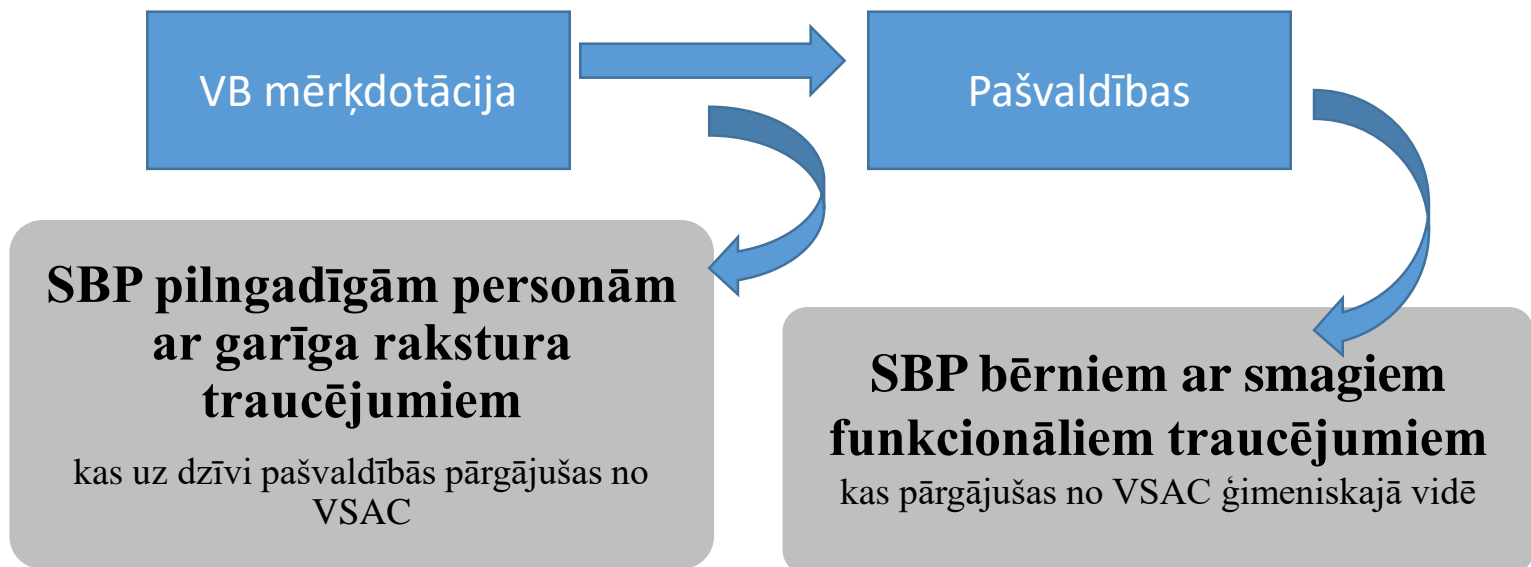 VB mērķdotācija
Pašvaldības
SBP pilngadīgām personām
ar garīga rakstura
traucējumiem
kas uz dzīvi pašvaldībās pārgājušas no
VSAC
SBP bērniem ar smagiem
funkcionāliem traucējumiem
kas pārgājušas no VSAC ģimeniskajā vidē